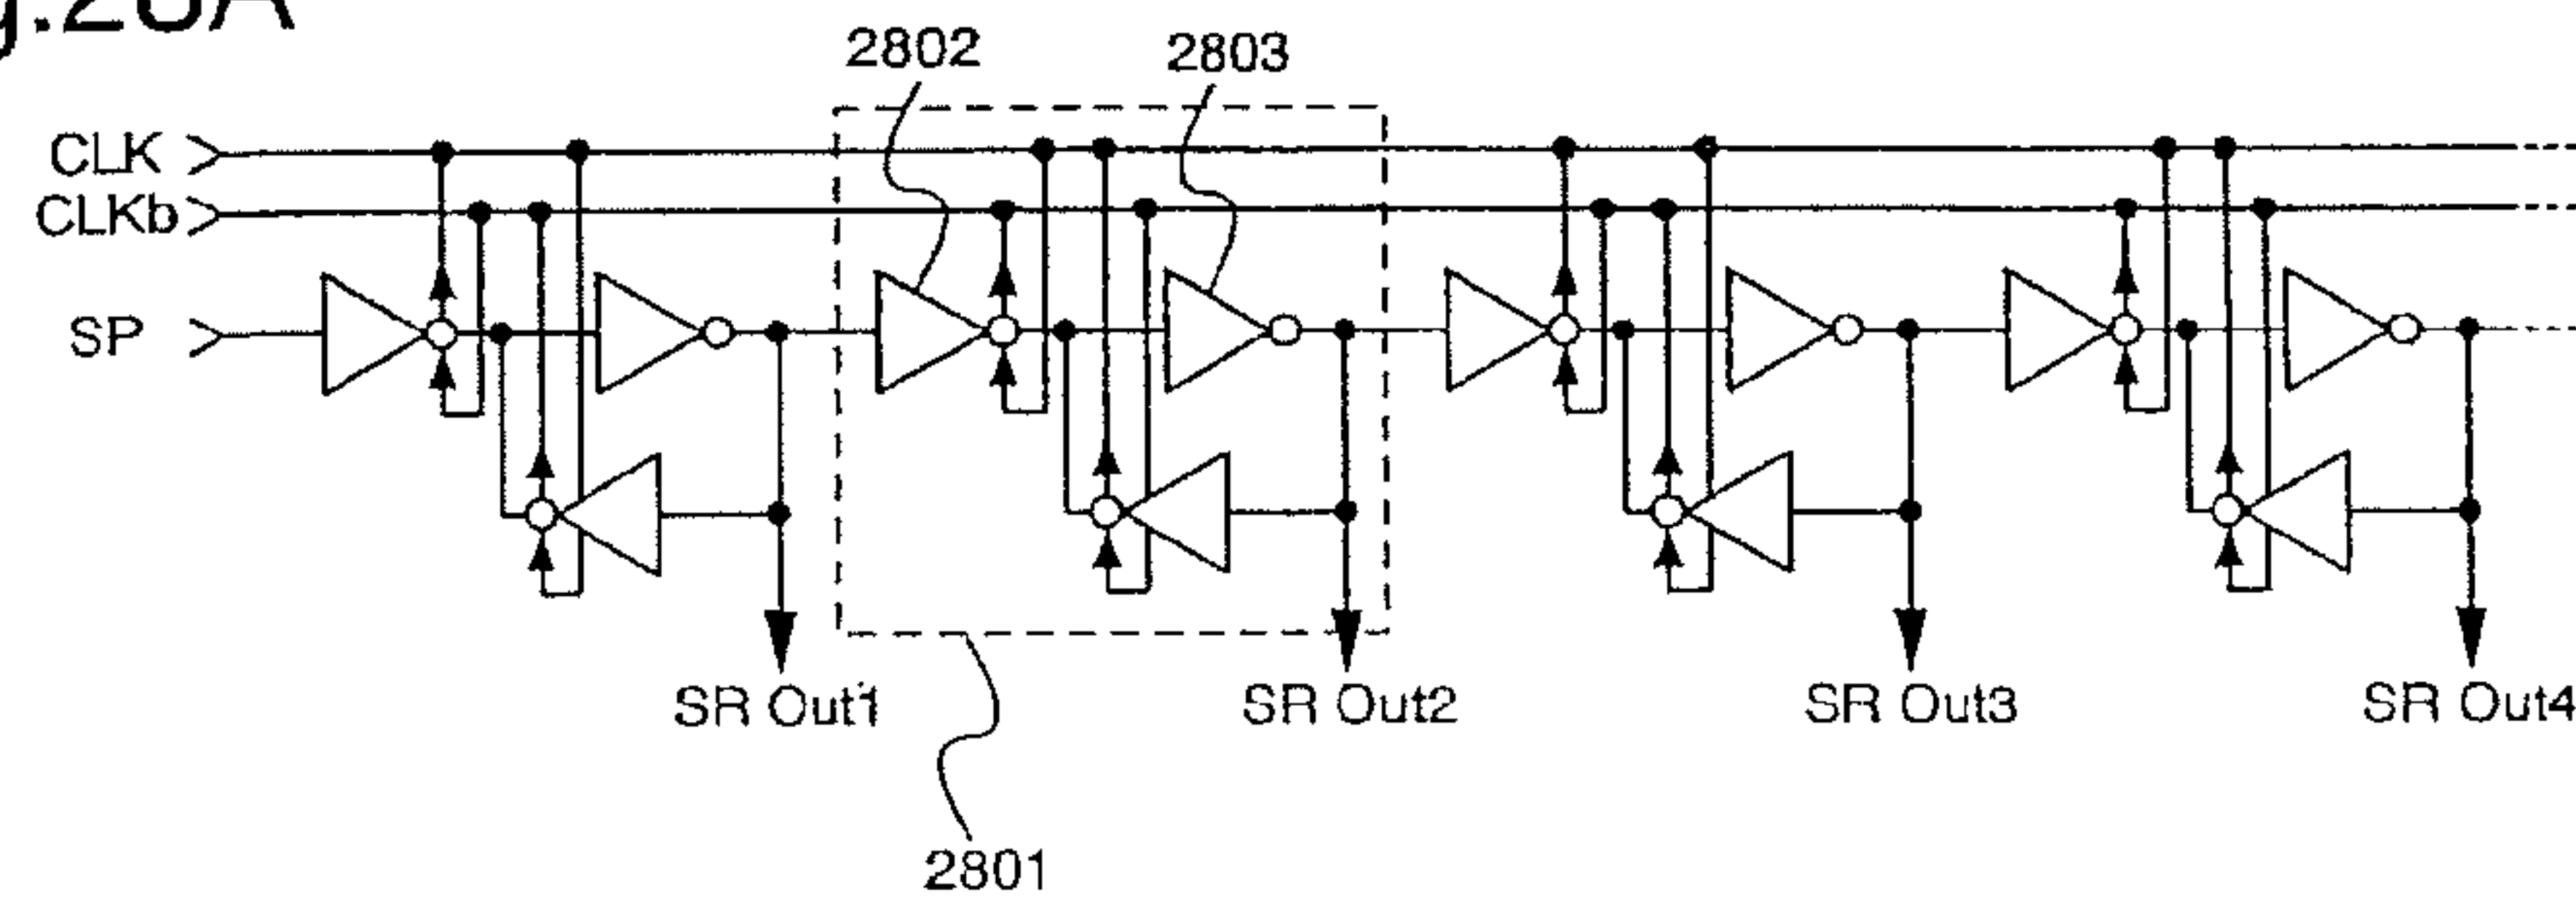 2802
2803
CLK
CLKb
SP
SR Out1
SR Out2
SR Out3
SR Out4
2801